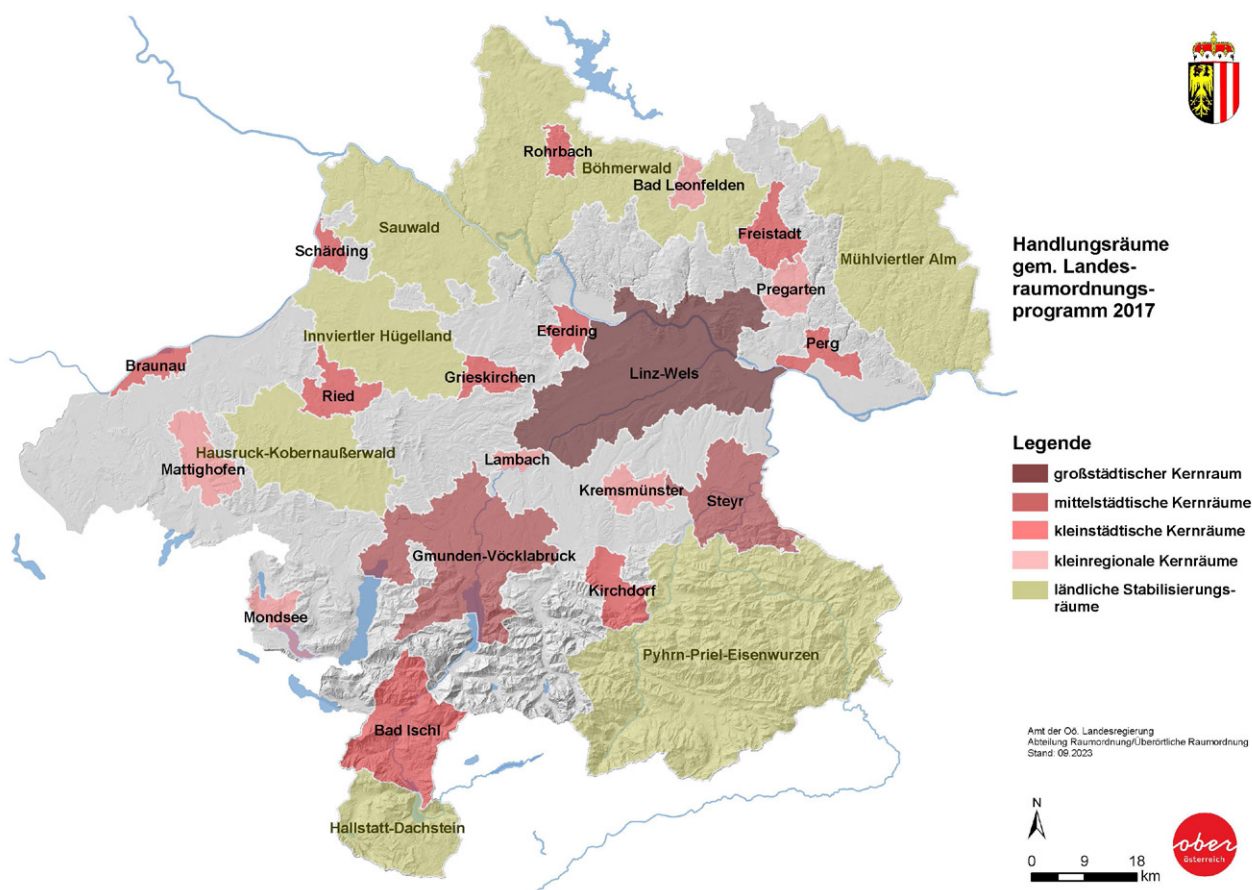 Rohrbach
Böhmerwald
Bad Leonfelden
Sauwald
Freistadt
Schärding
Mühlviertler Alm
Pregarten
Innviertler Hügelland
Eferding
Perg
Braunau
Linz-Wels
Grieskirchen
Ried
Hausruck-Kobernaußerwald
Lambach
Mattighofen
Kremsmünster
Steyr
Gmunden-Vöcklabruck
Kirchdorf
Mondsee
Pyhrn-Priel-Eisenwurzen
Bad Ischl
Hallstatt-Dachstein
Handlungsräume
gem. Landes-
raumordnungs-
programm 2017
Legende
großstädtischer Kernraum
mittelstädtische Kernräume
kleinstädtische Kernräume
kleinregionale Kernräume
ländliche Stabilisierungs-
räume
Amt der Oö. Landesregierung
Abteilung Raumordnung/Überörtliche Raumordnung
Stand: 09.2023
N
0 9 18
km
ober
österreich